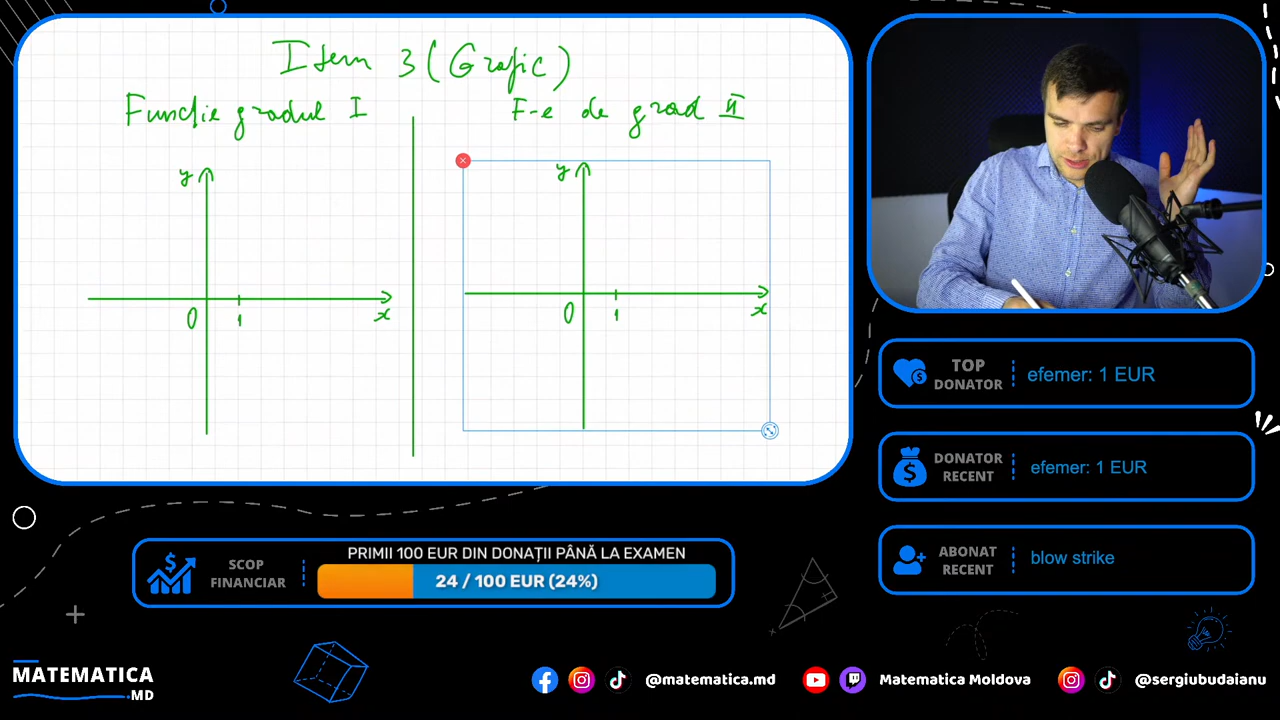 Item 3 (Grafic)
Funcție gradul I
F-e de grad II
y
0
1
x
y
0
1
x
TOP
DONATOR
efemer: 1 EUR
DONATOR
RECENT
efemer: 1 EUR
ABONAT
RECENT
blow strike
SCOP
FINANCIAR
PRIMII 100 EUR DIN DONAȚII PÂNĂ LA EXAMEN
24 / 100 EUR (24%)
MATEMATICA
.MD
@matematica.md
Matematica Moldova
@sergiubudaianu